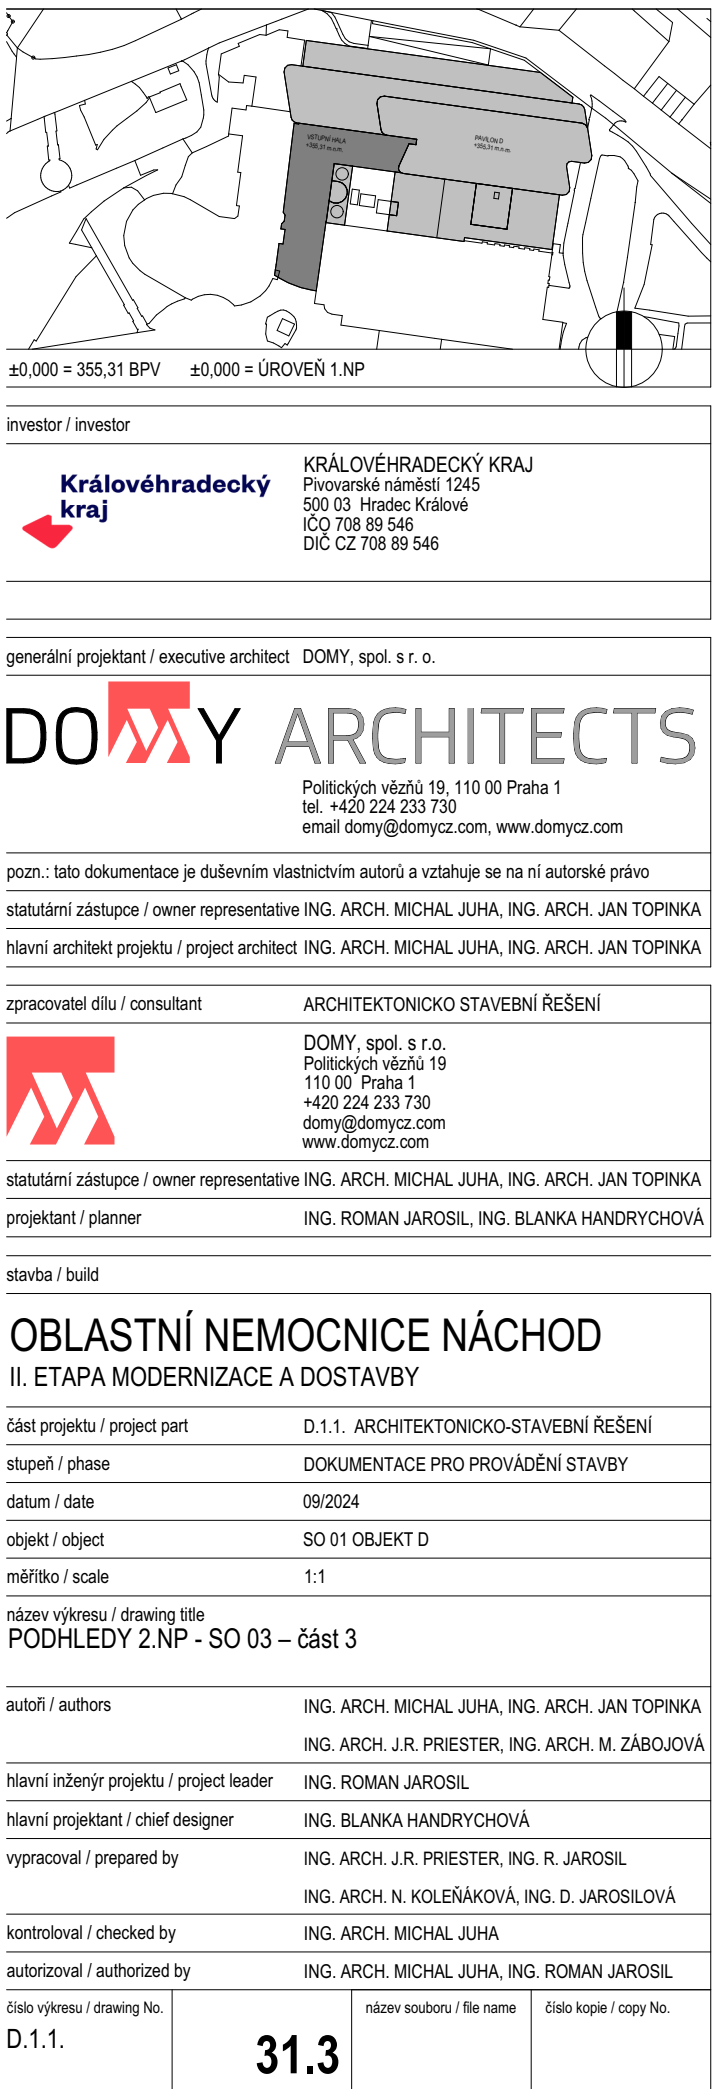 VSTUPNÍ HALA
+355,31 m.n.m.
PAVILON D
+355,31 m.n.m.
±0,000 = 355,31 BPV ±0,000 = ÚROVEŇ 1.NP
investor / investor
Královéhradecký
kraj
KRÁLOVÉHRADECKÝ KRAJ
Pivovarské náměstí 1245
500 03 Hradec Králové
IČO 708 89 546
DIČ CZ 708 89 546
generální projektant / executive architect DOMY, spol. s r. o.
DOMY ARCHITECTS
Politických vězňů 19, 110 00 Praha 1
tel. +420 224 233 730
email domy@domycz.com, www.domycz.com
pozn.: tato dokumentace je duševním vlastnictvím autorů a vztahuje se na ní autorské právo
statutární zástupce / owner representative ING. ARCH. MICHAL JUHA, ING. ARCH. JAN TOPINKA
hlavní architekt projektu / project architect ING. ARCH. MICHAL JUHA, ING. ARCH. JAN TOPINKA
zpracovatel dílu / consultant ARCHITEKTONICKO STAVEBNÍ ŘEŠENÍ
DOMY, spol. s r.o.
Politických vězňů 19
110 00 Praha 1
+420 224 233 730
domy@domycz.com
www.domycz.com
statutární zástupce / owner representative ING. ARCH. MICHAL JUHA, ING. ARCH. JAN TOPINKA
projektant / planner ING. ROMAN JAROSIL, ING. BLANKA HANDRYCHOVÁ
stavba / build
OBLASTNÍ NEMOCNICE NÁCHOD
II. ETAPA MODERNIZACE A DOSTAVBY
část projektu / project part D.1.1. ARCHITEKTONICKO-STAVEBNÍ ŘEŠENÍ
stupeň / phase DOKUMENTACE PRO PROVÁDĚNÍ STAVBY
datum / date 09/2024
objekt / object SO 01 OBJEKT D
měřítko / scale 1:1
název výkresu / drawing title
PODHLEDY 2.NP - SO 03 – část 3
autoři / authors ING. ARCH. MICHAL JUHA, ING. ARCH. JAN TOPINKA
ING. ARCH. J.R. PRIESTER, ING. ARCH. M. ZÁBOJOVÁ
hlavní inženýr projektu / project leader ING. ROMAN JAROSIL
hlavní projektant / chief designer ING. BLANKA HANDRYCHOVÁ
vypracoval / prepared by ING. ARCH. J.R. PRIESTER, ING. R. JAROSIL
ING. ARCH. N. KOLEŇÁKOVÁ, ING. D. JAROSILOVÁ
kontroloval / checked by ING. ARCH. MICHAL JUHA
autorizoval / authorized by ING. ARCH. MICHAL JUHA, ING. ROMAN JAROSIL
číslo výkresu / drawing No. název souboru / file name číslo kopie / copy No.
D.1.1.
31.3